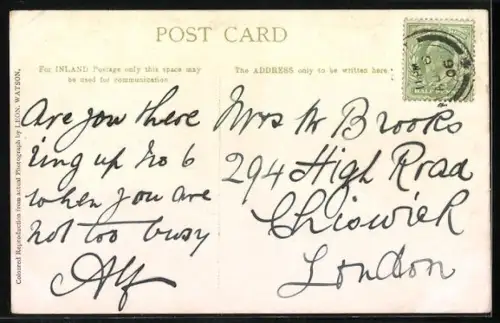 POST CARD
For INLAND Postage only this space may
be used for communication
The ADDRESS only to be written here
Are you there
Ring up No 6
when you are
not too busy
Alf
Mrs W Brooks
294 High Road
Chiswick
London
Coloured Reproduction from actual Photograph by LEON. WATSON.